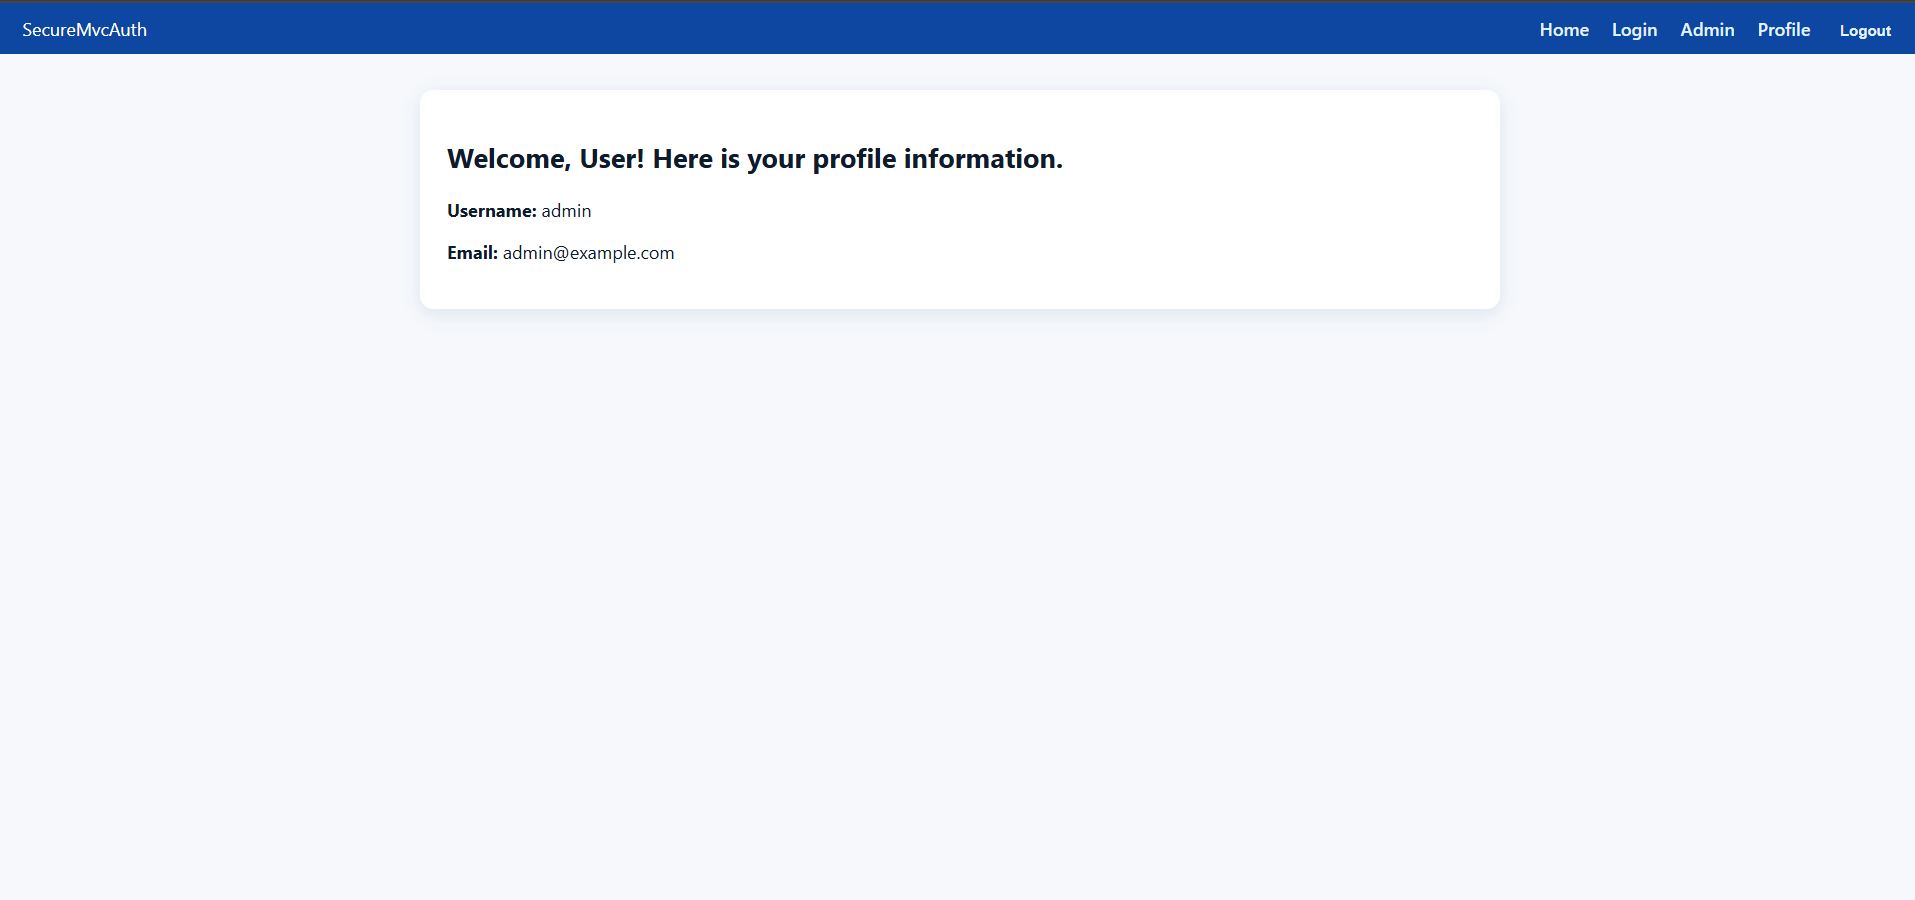 SecureMvcAuth Home Login Admin Profile Logout
Welcome, User! Here is your profile information.
Username: admin
Email: admin@example.com